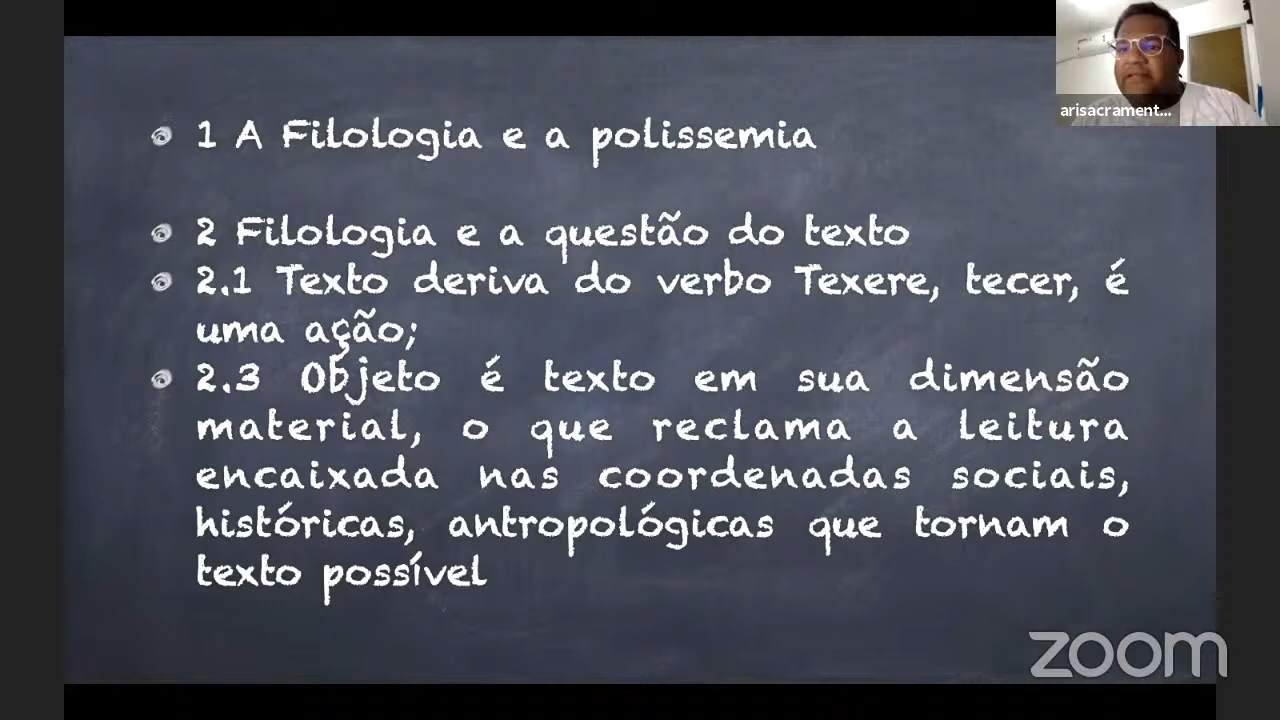 arisacrament...
1 A Filologia e a polissemia
2 Filologia e a questão do texto
2.1 Texto deriva do verbo Texere, tecer, é
uma ação;
2.3 Objeto é texto em sua dimensão
material, o que reclama a leitura
encaixada nas coordenadas sociais,
históricas, antropológicas que tornam o
texto possível
zoom